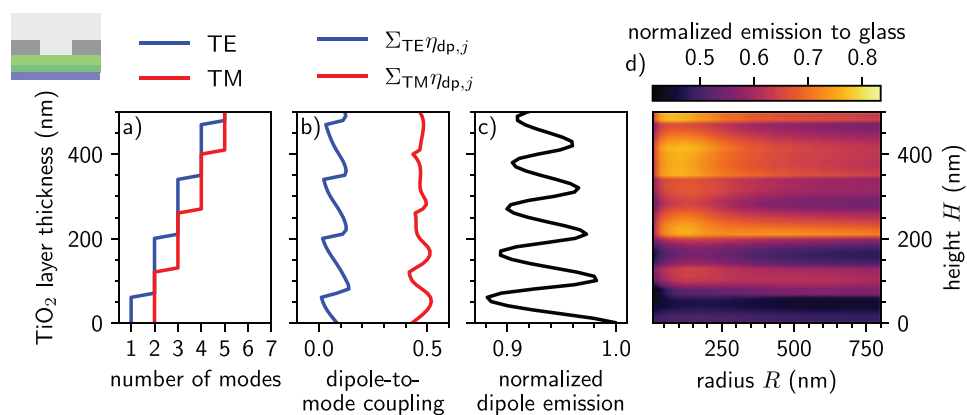 TE
TM
Σ_TE η_dp,j
Σ_TM η_dp,j
normalized emission to glass
d)
0.5 0.6 0.7 0.8
a)
b)
c)
TiO₂ layer thickness (nm)
400
200
0
400
200
0
height H (nm)
1 2 3 4 5 6 7
0.0 0.5
0.9 1.0
250 500 750
number of modes
dipole-to-
mode coupling
normalized
dipole emission
radius R (nm)